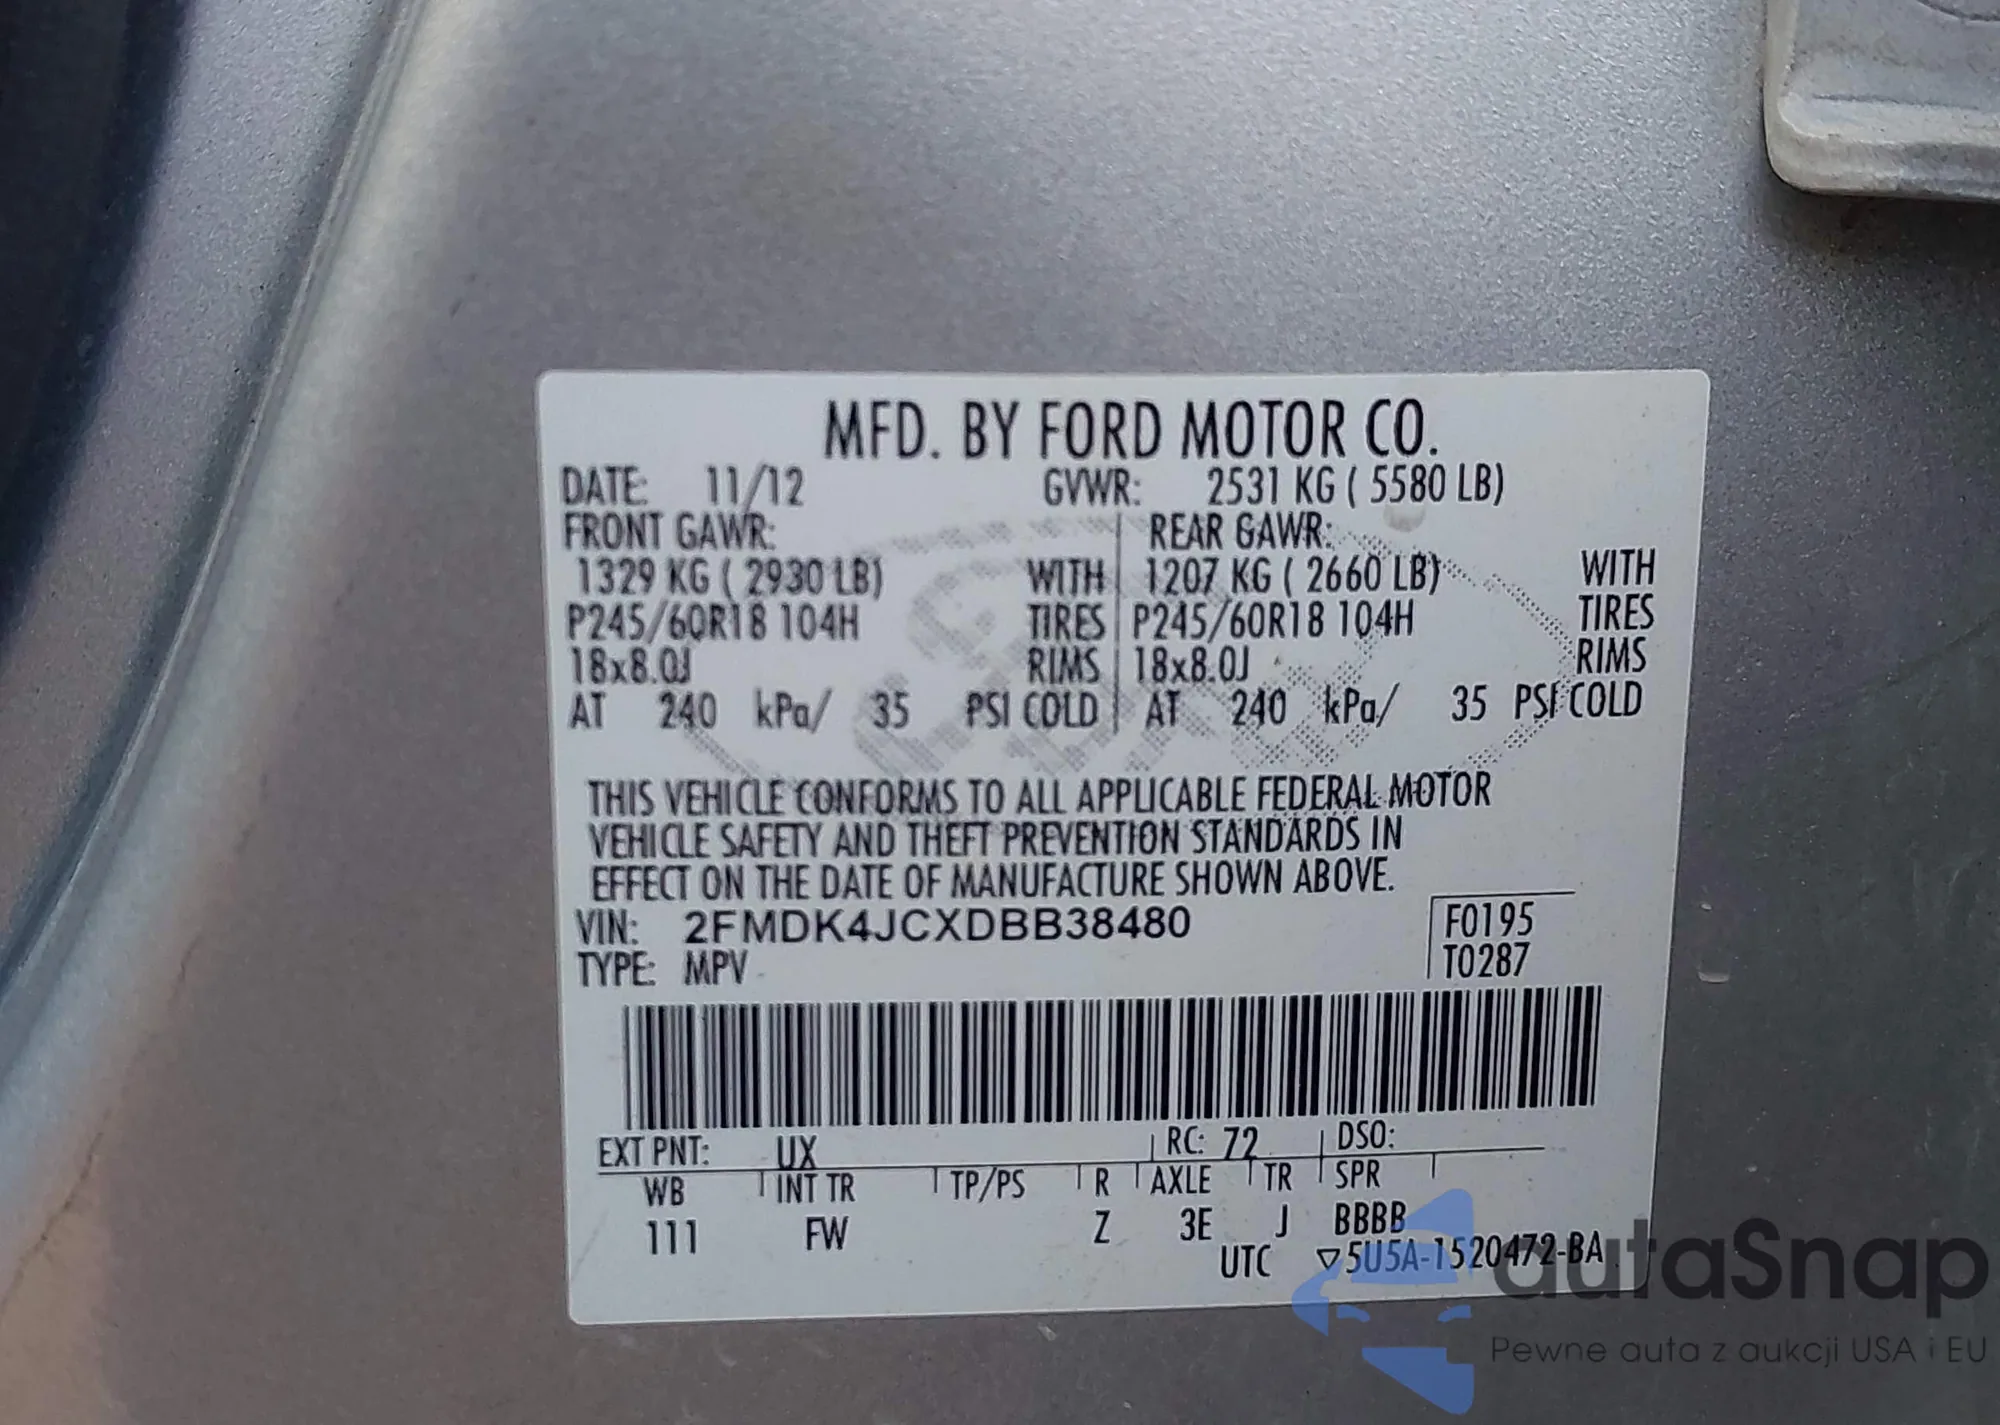 MFD. BY FORD MOTOR CO.
DATE: 11/12 GVWR: 2531 KG ( 5580 LB)
FRONT GAWR: REAR GAWR:
1329 KG ( 2930 LB) WITH 1207 KG ( 2660 LB) WITH
P245/60R18 104H TIRES P245/60R18 104H TIRES
18x8.0J RIMS 18x8.0J RIMS
AT 240 kPa/ 35 PSI COLD AT 240 kPa/ 35 PSI COLD
THIS VEHICLE CONFORMS TO ALL APPLICABLE FEDERAL MOTOR
VEHICLE SAFETY AND THEFT PREVENTION STANDARDS IN
EFFECT ON THE DATE OF MANUFACTURE SHOWN ABOVE.
VIN: 2FMDK4JCXDBB38480 F0195
TYPE: MPV T0287
EXT PNT: UX RC: 72 DSO:
WB INT TR TP/PS R AXLE TR SPR
111 FW Z 3E J BBBB
UTC ▽5U5A-1520472-BA
autaSnap
Pewne auta z aukcji USA i EU